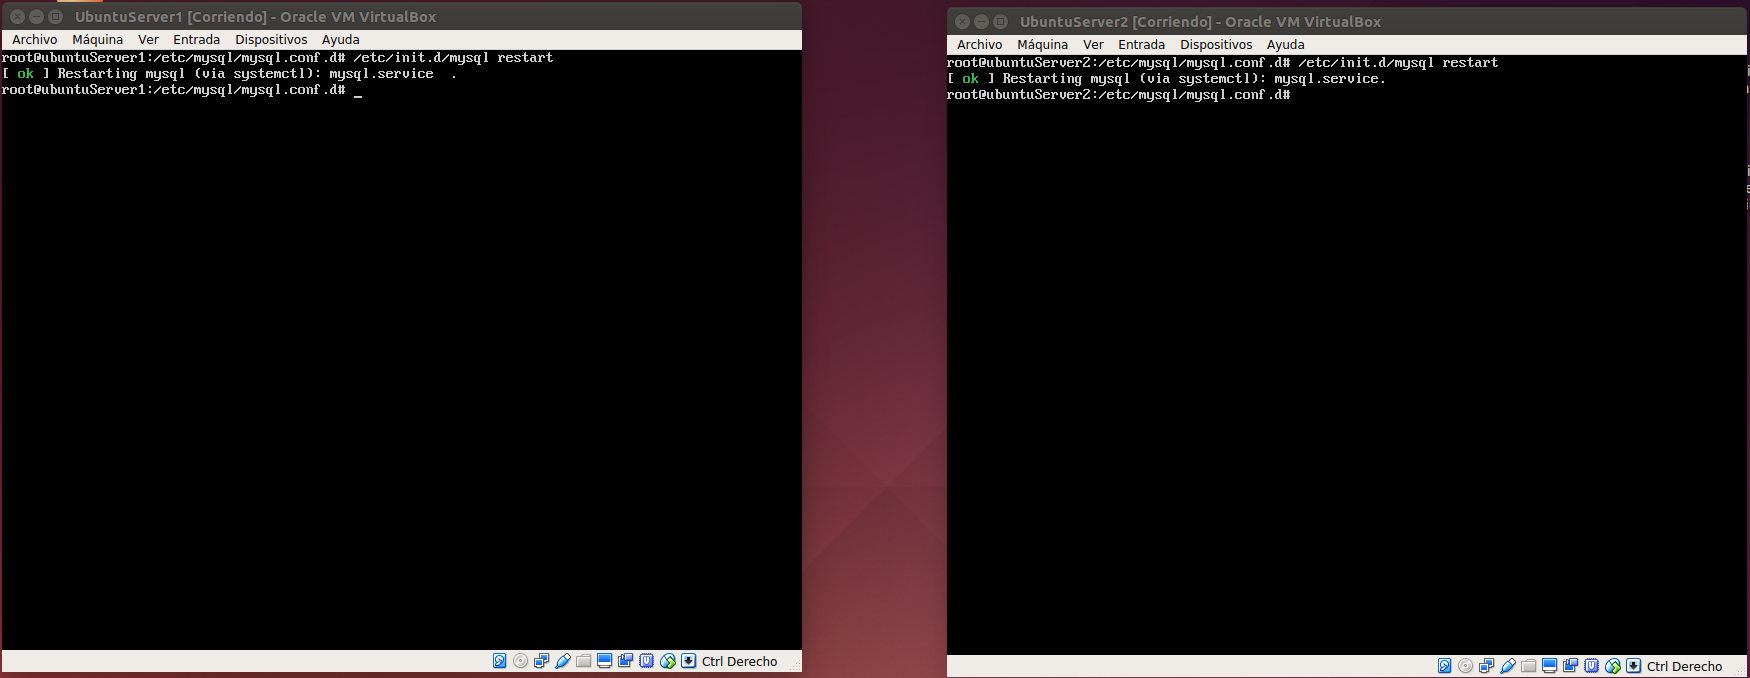 UbuntuServer1 [Corriendo] - Oracle VM VirtualBox
Archivo Máquina Ver Entrada Dispositivos Ayuda
root@ubuntuServer1:/etc/mysql/mysql.conf.d# /etc/init.d/mysql restart
[ ok ] Restarting mysql (via systemctl): mysql.service .
root@ubuntuServer1:/etc/mysql/mysql.conf.d# _
Ctrl Derecho
UbuntuServer2 [Corriendo] - Oracle VM VirtualBox
Archivo Máquina Ver Entrada Dispositivos Ayuda
root@ubuntuServer2:/etc/mysql/mysql.conf.d# /etc/init.d/mysql restart
[ ok ] Restarting mysql (via systemctl): mysql.service.
root@ubuntuServer2:/etc/mysql/mysql.conf.d#
Ctrl Derecho